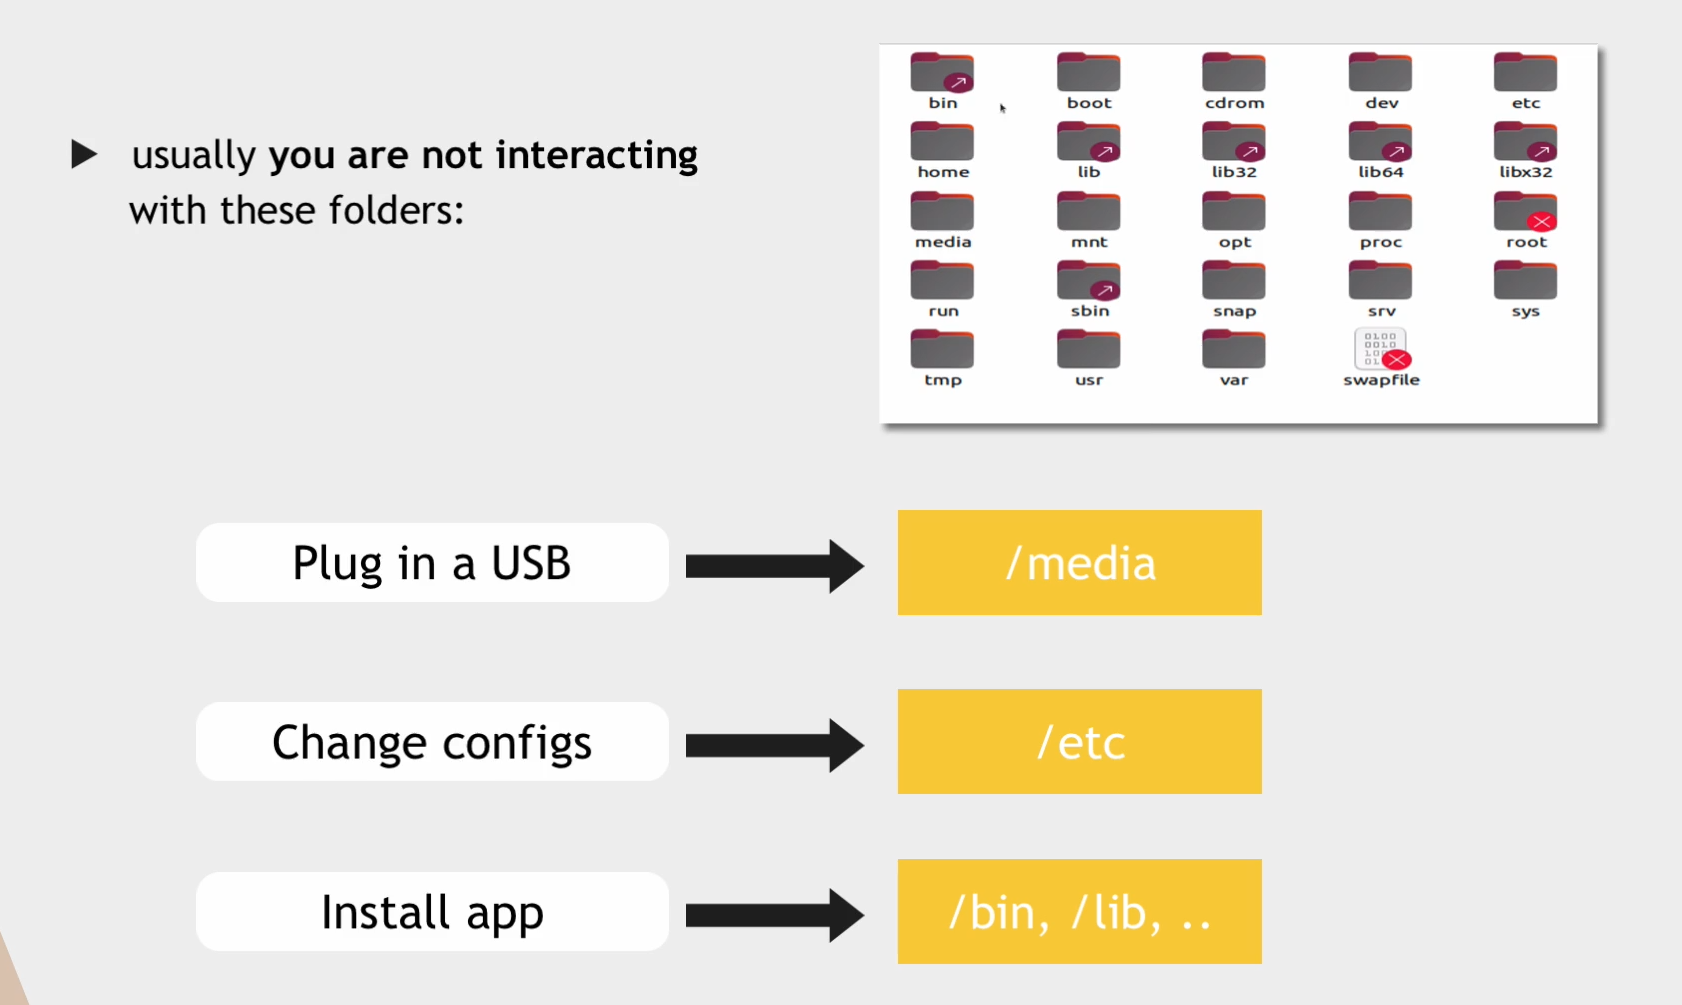 usually you are not interacting
with these folders:
bin boot cdrom dev etc
home lib lib32 lib64 libx32
media mnt opt proc root
run sbin snap srv sys
tmp usr var swapfile
Plug in a USB
/media
Change configs
/etc
Install app
/bin, /lib, ..